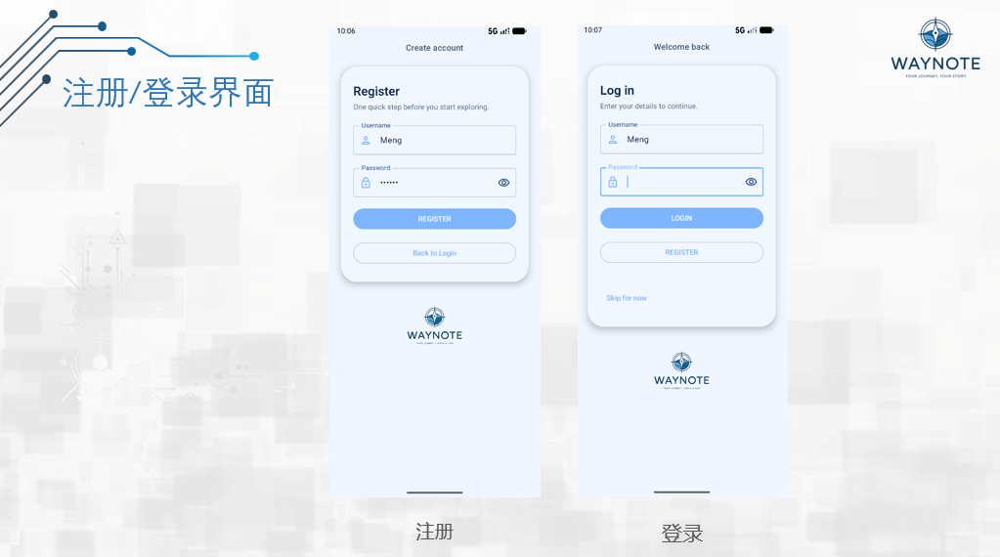 注册/登录界面
WAYNOTE
YOUR JOURNEY, YOUR STORY.
10:06
5G
Create account
Register
One quick step before you start exploring.
Username
Meng
Password
••••••
REGISTER
Back to Login
WAYNOTE
注册
10:07
5G
Welcome back
Log in
Enter your details to continue.
Username
Meng
Password
LOGIN
REGISTER
Skip for now
WAYNOTE
登录